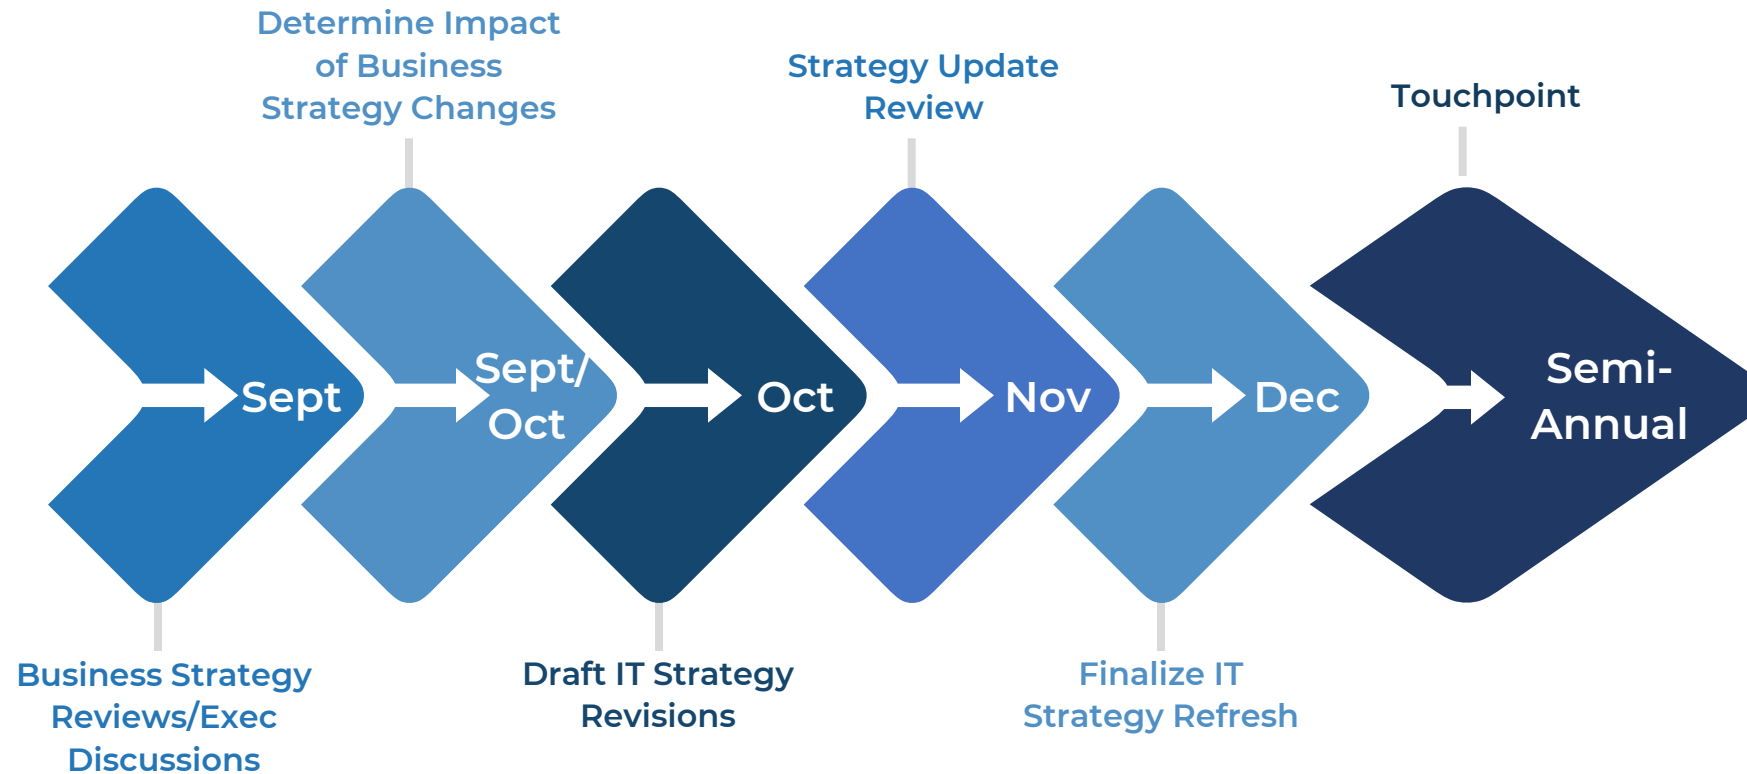 Determine Impact
of Business
Strategy Changes
Strategy Update
Review
Touchpoint
Sept
Sept/
Oct
Oct
Nov
Dec
Semi-
Annual
Business Strategy
Reviews/Exec
Discussions
Draft IT Strategy
Revisions
Finalize IT
Strategy Refresh